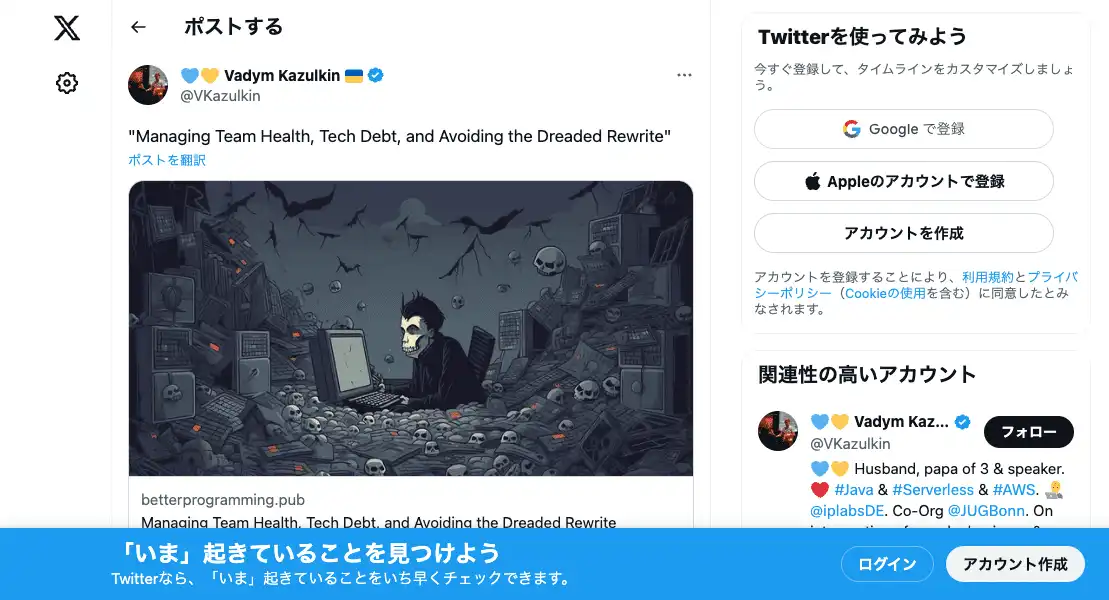 ポストする
Vadym Kazulkin
@VKazulkin
"Managing Team Health, Tech Debt, and Avoiding the Dreaded Rewrite"
ポストを翻訳
betterprogramming.pub
Managing Team Health, Tech Debt, and Avoiding the Dreaded Rewrite
Twitterを使ってみよう
今すぐ登録して、タイムラインをカスタマイズしましょ
う。
Google で登録
Appleのアカウントで登録
アカウントを作成
アカウントを登録することにより、利用規約とプライバ
シーポリシー（Cookieの使用を含む）に同意したとみ
なされます。
関連性の高いアカウント
Vadym Kaz...
@VKazulkin
フォロー
Husband, papa of 3 & speaker.
#Java & #Serverless & #AWS.
@iplabsDE. Co-Org @JUGBonn. On
「いま」起きていることを見つけよう
Twitterなら、「いま」起きていることをいち早くチェックできます。
ログイン
アカウント作成